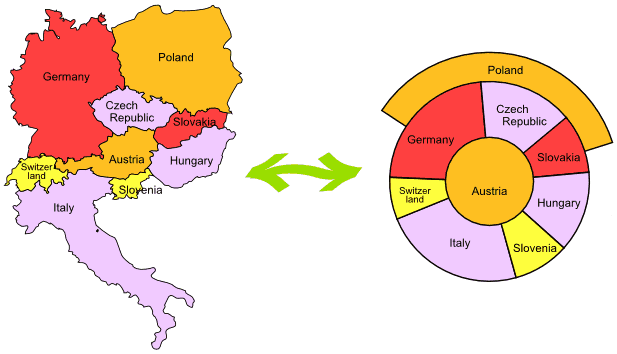 Poland
Germany
Czech
Republic
Slovakia
Austria
Hungary
Switzer
land
Slovenia
Italy
Poland
Czech
Republic
Germany
Slovakia
Austria
Switzer
land
Hungary
Italy
Slovenia